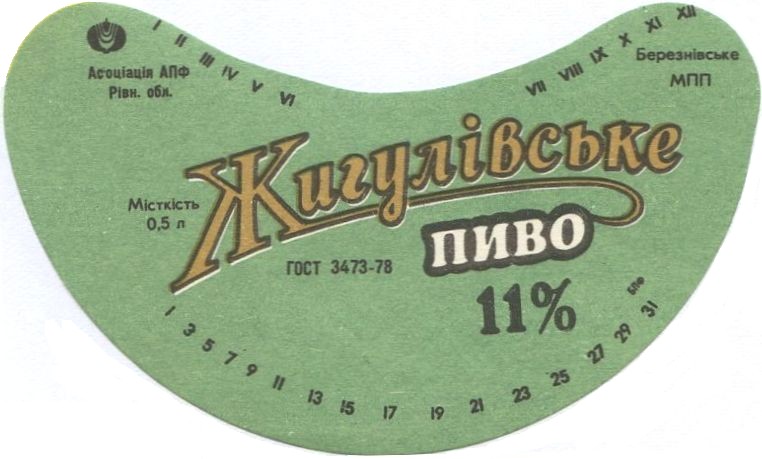 I II III IV V VI
VII VIII IX X XI XII
Асоціація АПФ
Рівн. обл.
Березнівське
МПП
Жигулівське
Місткість
0,5 л
пиво
ГОСТ 3473-78
11%
1 3 5 7 9 11 13 15 17 19 21 23 25 27 29 31
БПФ